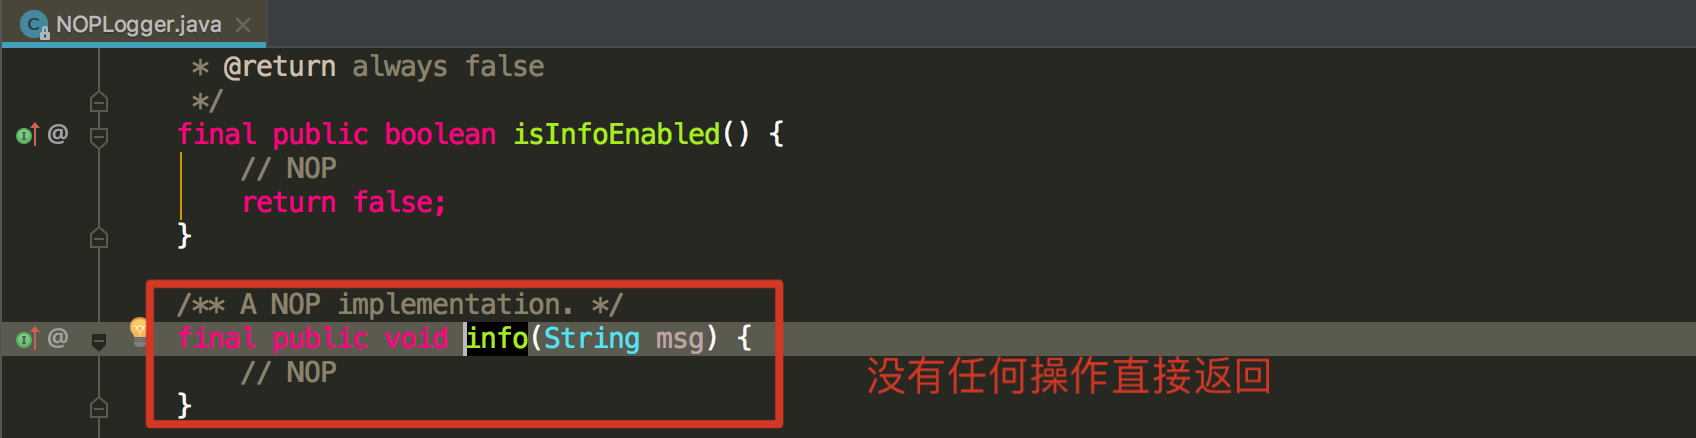 NOPLogger.java
* @return always false
*/
final public boolean isInfoEnabled() {
// NOP
return false;
}
/** A NOP implementation. */
final public void info(String msg) {
// NOP
}
没有任何操作直接返回